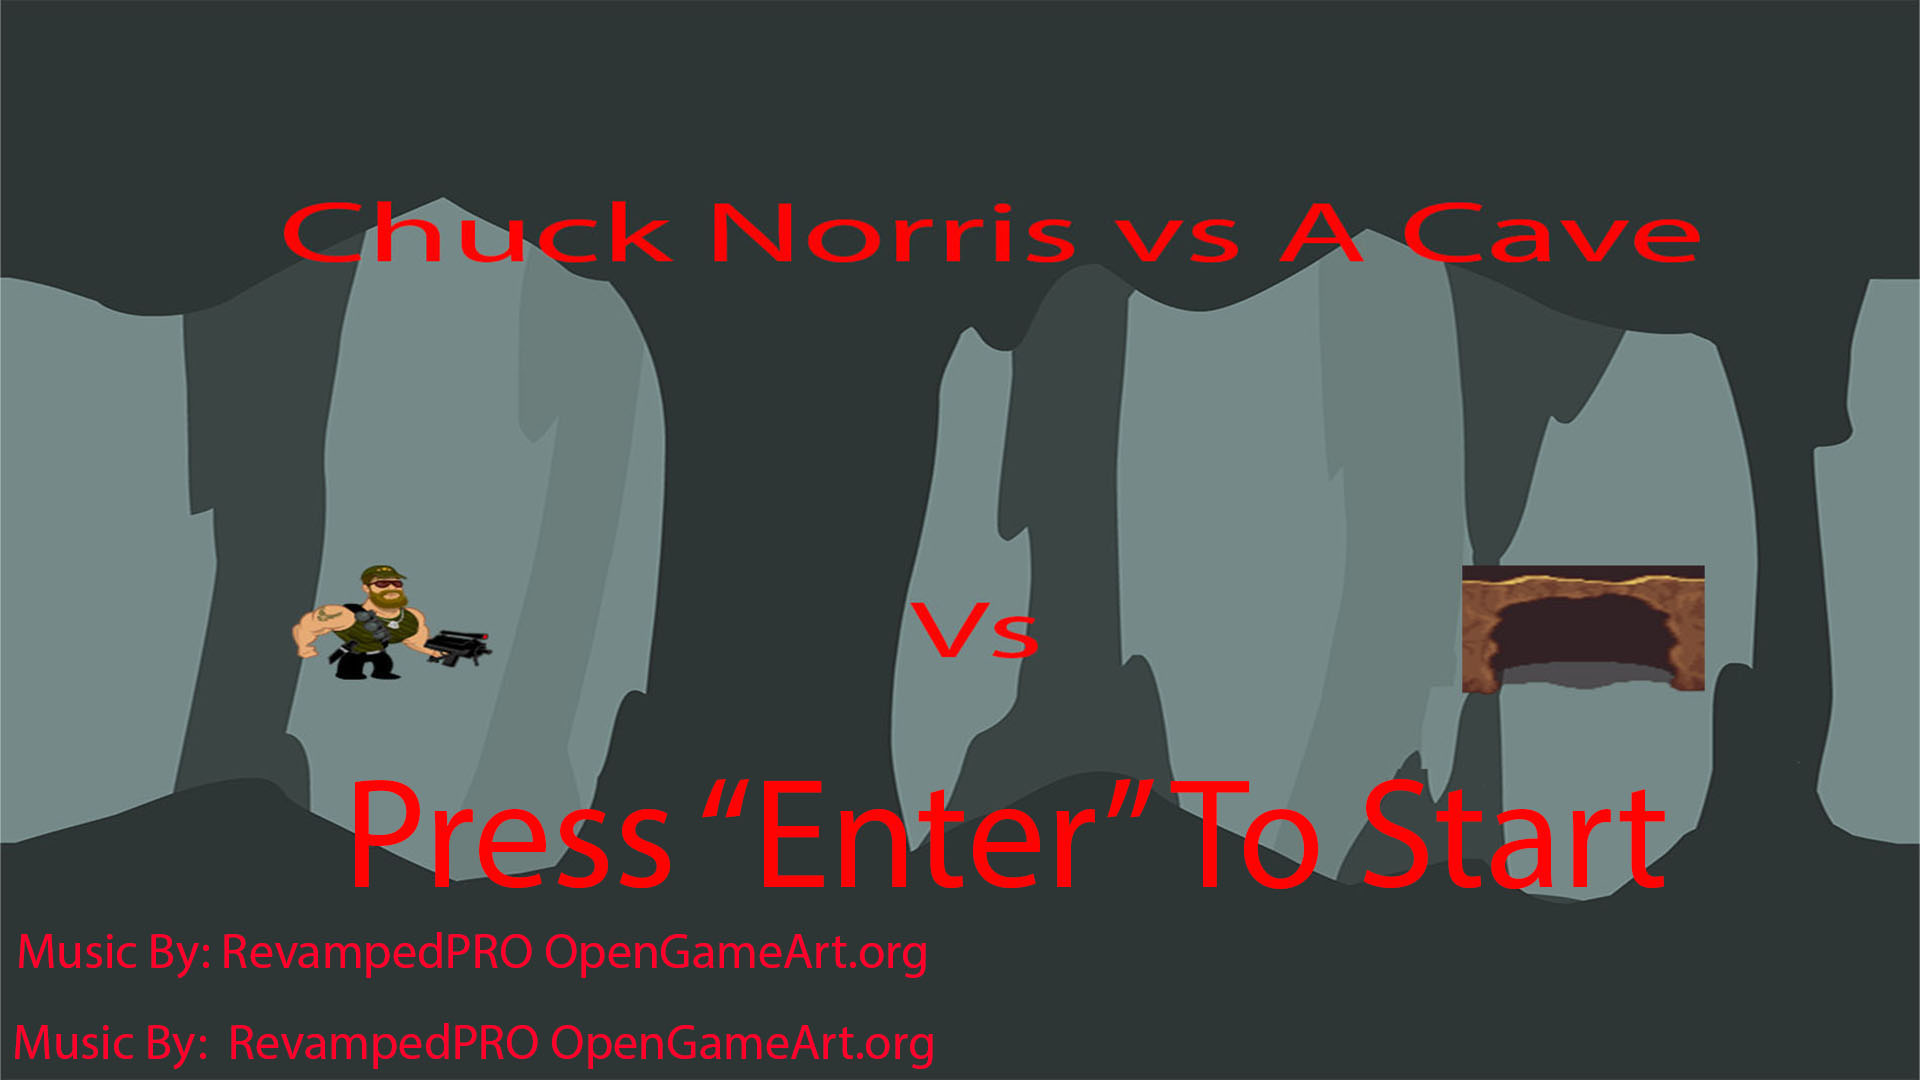 Chuck Norris vs A Cave
Vs
Press “Enter” To Start
Music By: RevampedPRO OpenGameArt.org
Music By: RevampedPRO OpenGameArt.org